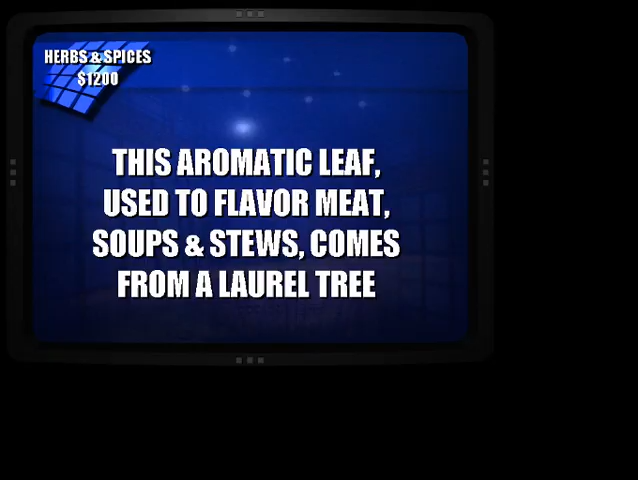 HERBS & SPICES
$1200
THIS AROMATIC LEAF,
USED TO FLAVOR MEAT,
SOUPS & STEWS, COMES
FROM A LAUREL TREE